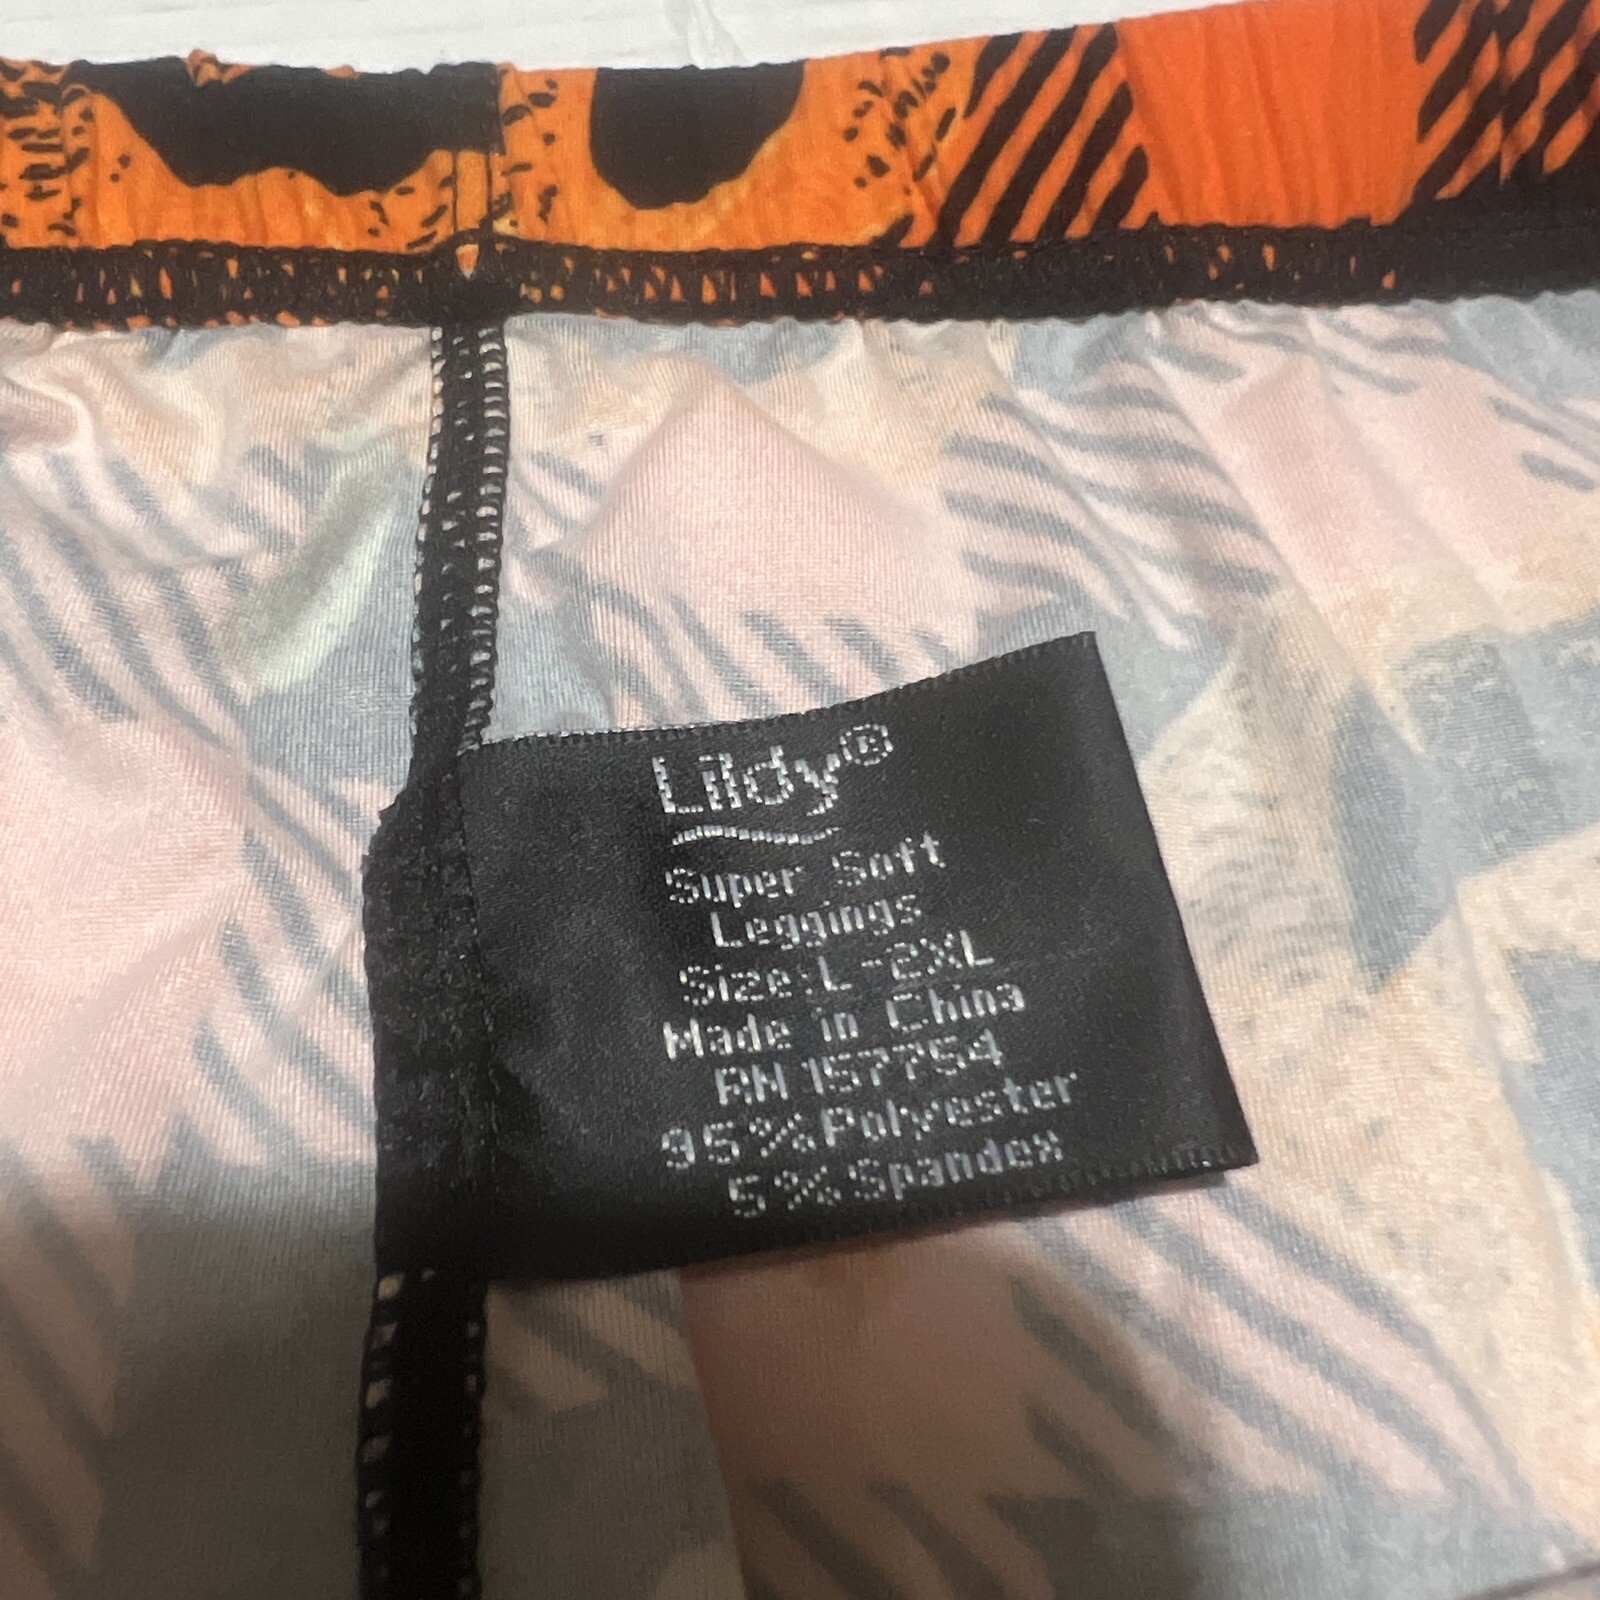 Lildy®
Super Soft
Leggings
Size:L-2XL
Made in China
RN 157754
95%Polyester
5%Spandex